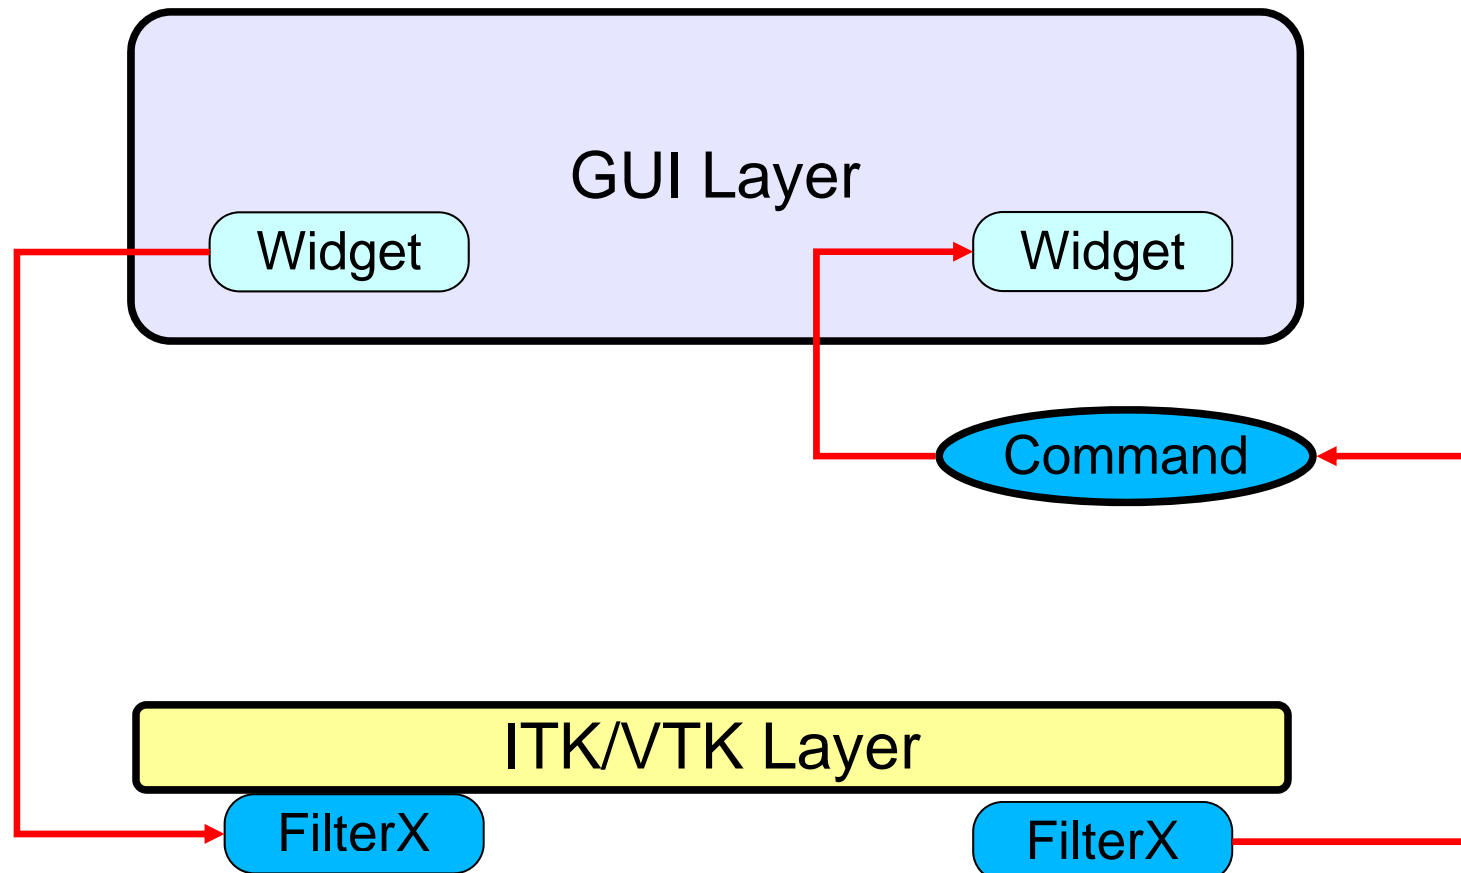 GUI Layer
Widget
Widget
Command
ITK/VTK Layer
FilterX
FilterX